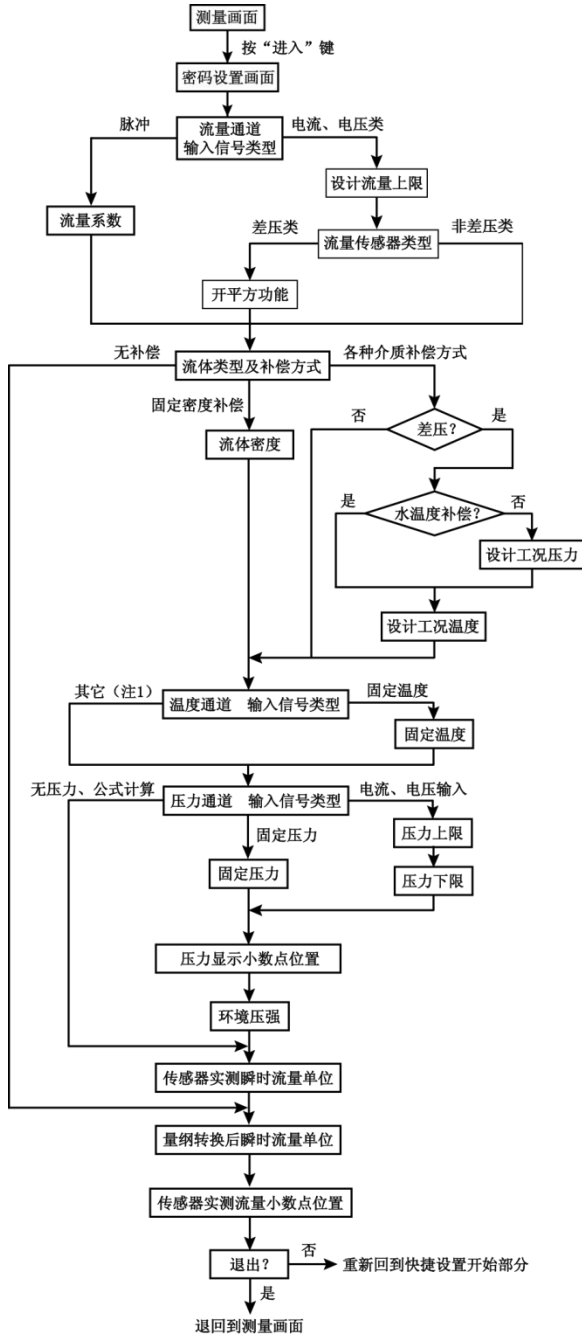 测量画面
按“进入”键
密码设置画面
脉冲
流量通道
输入信号类型
电流、电压类
设计流量上限
流量系数
差压类
流量传感器类型
非差压类
开平方功能
无补偿
流体类型及补偿方式
各种介质补偿方式
固定密度补偿
否
差压？
是
流体密度
是
水温度补偿？
否
设计工况压力
设计工况温度
其它（注1）
温度通道　输入信号类型
固定温度
固定温度
无压力、公式计算
压力通道　输入信号类型
电流、电压输入
固定压力
压力上限
固定压力
压力下限
压力显示小数点位置
环境压强
传感器实测瞬时流量单位
量纲转换后瞬时流量单位
传感器实测流量小数点位置
退出？
否
重新回到快捷设置开始部分
是
退回到测量画面